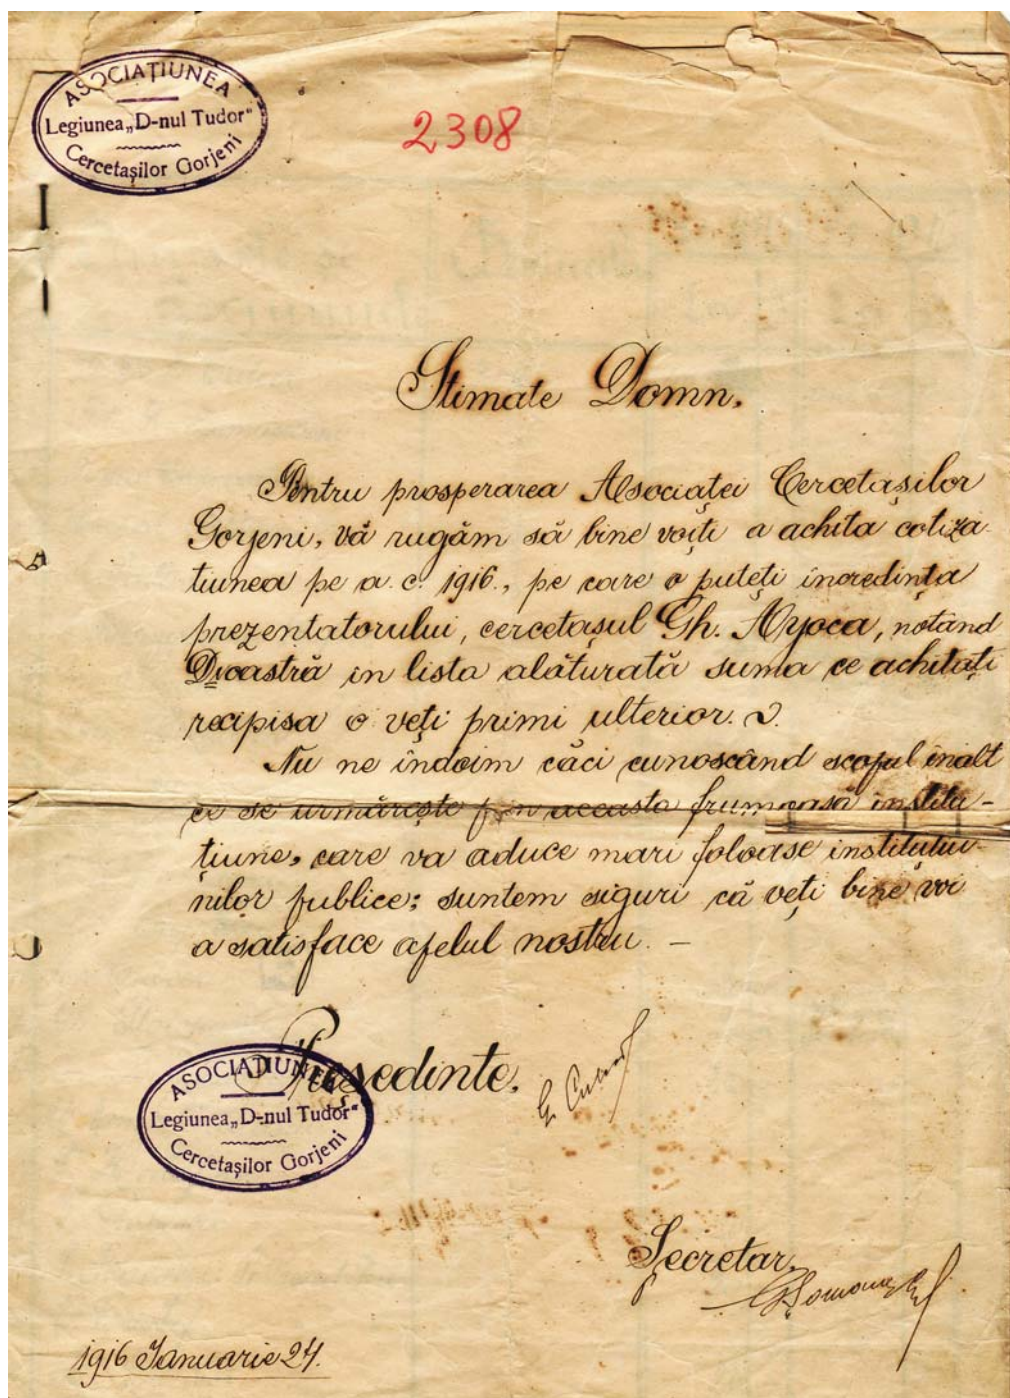 ASOCIAȚIUNEA
Legiunea „D-nul Tudor"
Cercetașilor Gorjeni
2308
Stimate Domn,
Pentru prosperarea Asociației Cercetașilor
Gorjeni, vă rugăm să bine voiți a achita cotiza-
țiunea pe a. c. 1916., pe care o puteți încredința
prezentatorului, cercetașul Gh. notând
Dvoastră in lista alăturată suma ce achitați
recipisa o veți primi ulterior.
Nu ne îndoim căci cunoscând scopul înalt
ce se urmărește prin aceasta frumoasă institu-
țiune, care va aduce mari foloase instituțiu-
nilor publice; suntem siguri că veți bine voi
a satisface apelul nostru. —
Președinte,
ASOCIAȚIUNEA
Legiunea „D-nul Tudor"
Cercetașilor Gorjeni
Secretar,
1916 Ianuarie 24.